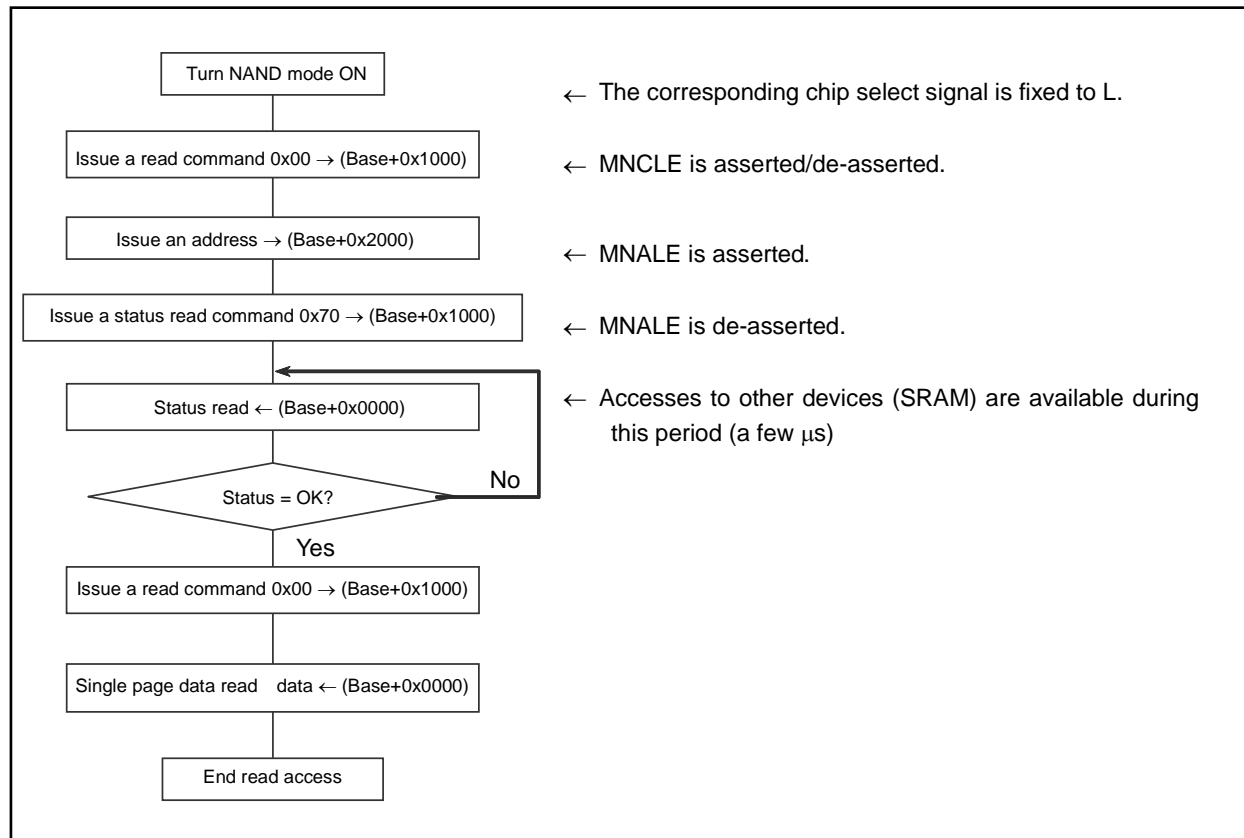 Turn NAND mode ON
← The corresponding chip select signal is fixed to L.
Issue a read command 0x00 → (Base+0x1000)
← MNCLE is asserted/de-asserted.
Issue an address → (Base+0x2000)
← MNALE is asserted.
Issue a status read command 0x70 → (Base+0x1000)
← MNALE is de-asserted.
Status read ← (Base+0x0000)
← Accesses to other devices (SRAM) are available during
this period (a few μs)
Status = OK?
No
Yes
Issue a read command 0x00 → (Base+0x1000)
Single page data read data ← (Base+0x0000)
End read access